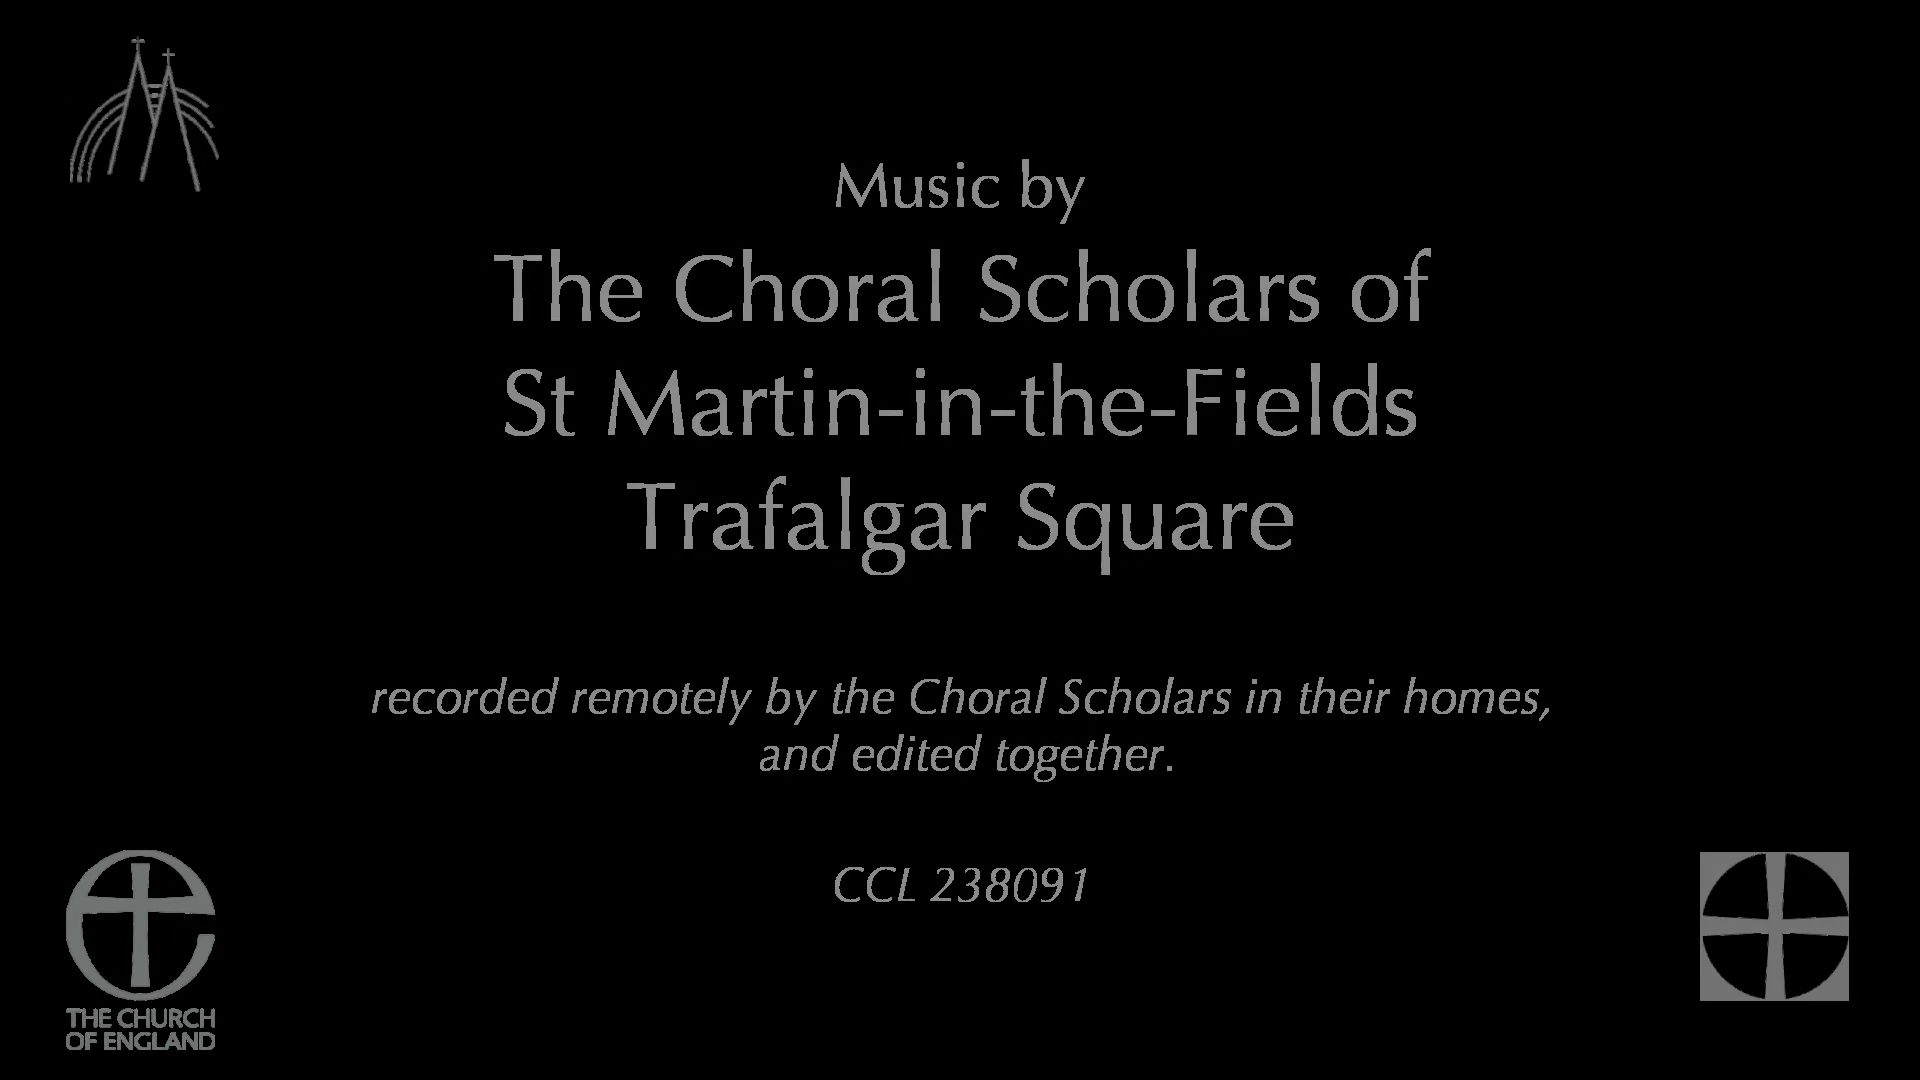 Music by
The Choral Scholars of
St Martin-in-the-Fields
Trafalgar Square
recorded remotely by the Choral Scholars in their homes,
and edited together.
CCL 238091
THE CHURCH
OF ENGLAND